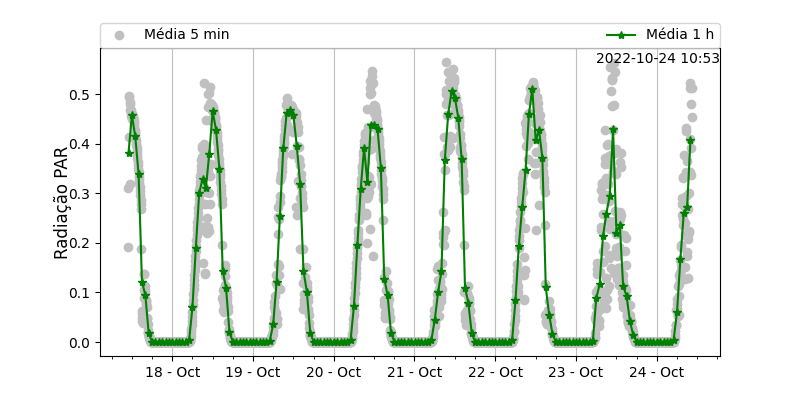 Média 5 min
Média 1 h
2022-10-24 10:53
Radiação PAR
0.5
0.4
0.3
0.2
0.1
0.0
18 - Oct
19 - Oct
20 - Oct
21 - Oct
22 - Oct
23 - Oct
24 - Oct